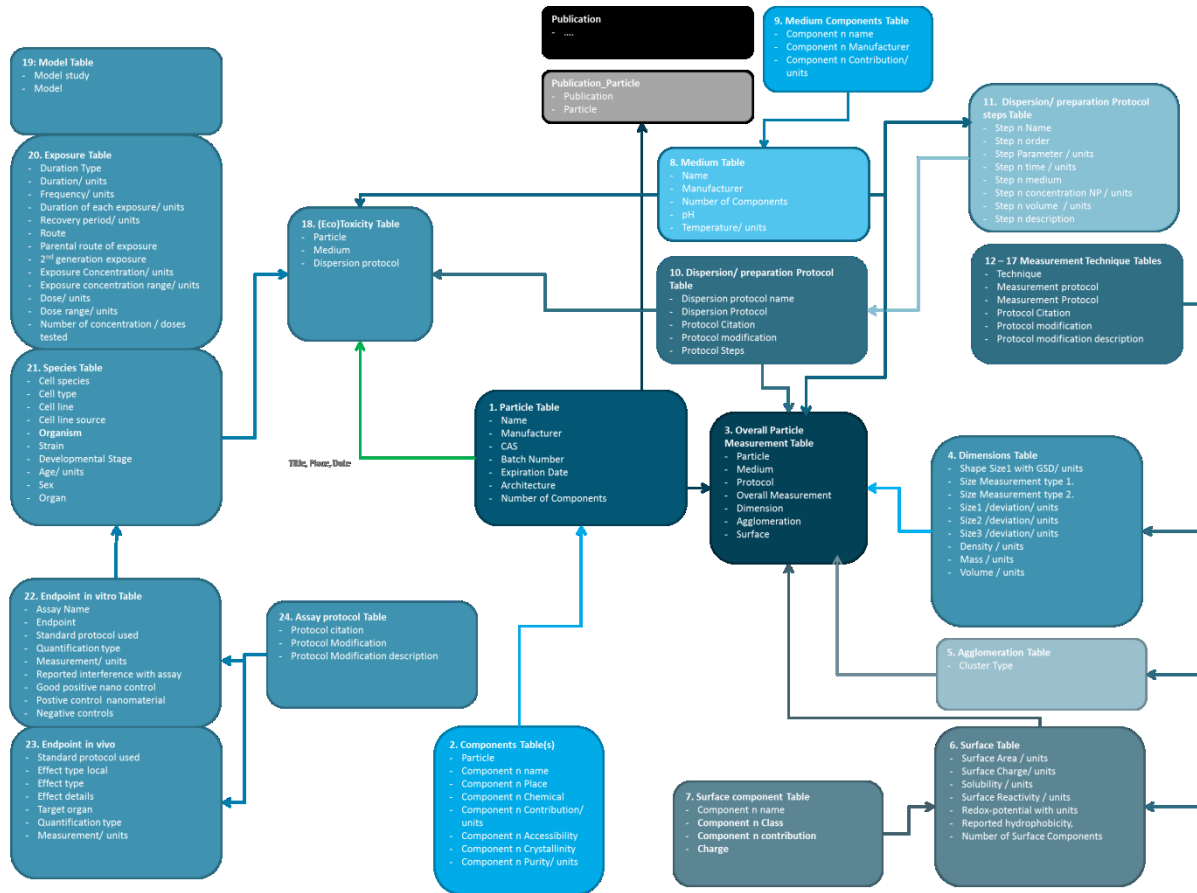 Publication
- ....
Publication_Particle
- Publication
- Particle
9. Medium Components Table
- Component n name
- Component n Manufacturer
- Component n Contribution/
units
19: Model Table
- Model study
- Model
20. Exposure Table
- Duration Type
- Duration/ units
- Frequency/ units
- Duration of each exposure/ units
- Recovery period/ units
- Route
- Parental route of exposure
- 2nd generation exposure
- Exposure Concentration/ units
- Exposure concentration range/ units
- Dose/ units
- Dose range/ units
- Number of concentration / doses
tested
21. Species Table
- Cell species
- Cell type
- Cell line
- Cell line source
- Organism
- Strain
- Developmental Stage
- Age/ units
- Sex
- Organ
22. Endpoint in vitro Table
- Assay Name
- Endpoint
- Standard protocol used
- Quantification type
- Measurement/ units
- Reported interference with assay
- Good positive nano control
- Postive control nanomaterial
- Negative controls
23. Endpoint in vivo
- Standard protocol used
- Effect type local
- Effect type
- Effect details
- Target organ
- Quantification type
- Measurement/ units
18. (Eco)Toxicity Table
- Particle
- Medium
- Dispersion protocol
Title, Place, Date
24. Assay protocol Table
- Protocol citation
- Protocol Modification
- Protocol Modification description
8. Medium Table
- Name
- Manufacturer
- Number of Components
- pH
- Temperature/ units
10. Dispersion/ preparation Protocol
Table
- Dispersion protocol name
- Dispersion Protocol
- Protocol Citation
- Protocol modification
- Protocol Steps
1. Particle Table
- Name
- Manufacturer
- CAS
- Batch Number
- Expiration Date
- Architecture
- Number of Components
2. Components Table(s)
- Particle
- Component n name
- Component n Place
- Component n Chemical
- Component n Contribution/
units
- Component n Accessibility
- Component n Crystallinity
- Component n Purity/ units
3. Overall Particle
Measurement Table
- Particle
- Medium
- Protocol
- Overall Measurement
- Dimension
- Agglomeration
- Surface
7. Surface component Table
- Component n name
- Component n Class
- Component n contribution
- Charge
11. Dispersion/ preparation Protocol
steps Table
- Step n Name
- Step n order
- Step Parameter / units
- Step n time / units
- Step n medium
- Step n concentration NP / units
- Step n volume / units
- Step n description
12 – 17 Measurement Technique Tables
- Technique
- Measurement protocol
- Measurement Protocol
- Protocol Citation
- Protocol modification
- Protocol modification description
4. Dimensions Table
- Shape Size1 with GSD/ units
- Size Measurement type 1.
- Size Measurement type 2.
- Size1 /deviation/ units
- Size2 /deviation/ units
- Size3 /deviation/ units
- Density / units
- Mass / units
- Volume / units
5. Agglomeration Table
- Cluster Type
6. Surface Table
- Surface Area / units
- Surface Charge/ units
- Solubility / units
- Surface Reactivity / units
- Redox-potential with units
- Reported hydrophobicity,
- Number of Surface Components